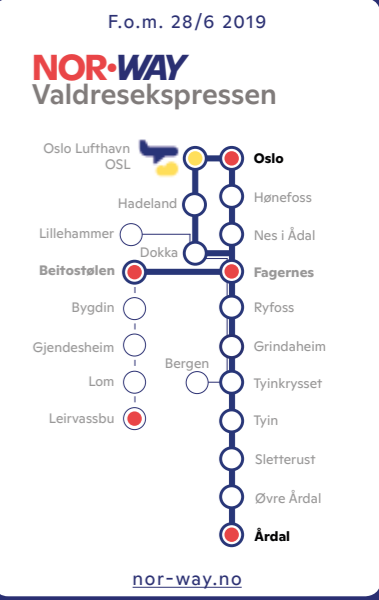 F.o.m. 28/6 2019
NOR•WAY
Valdresekspressen
Oslo Lufthavn
OSL
Oslo
Hadeland
Hønefoss
Lillehammer
Nes i Ådal
Dokka
Beitostølen
Fagernes
Bygdin
Ryfoss
Gjendesheim
Grindaheim
Bergen
Lom
Tyinkrysset
Leirvassbu
Tyin
Sletterust
Øvre Årdal
Årdal
nor-way.no